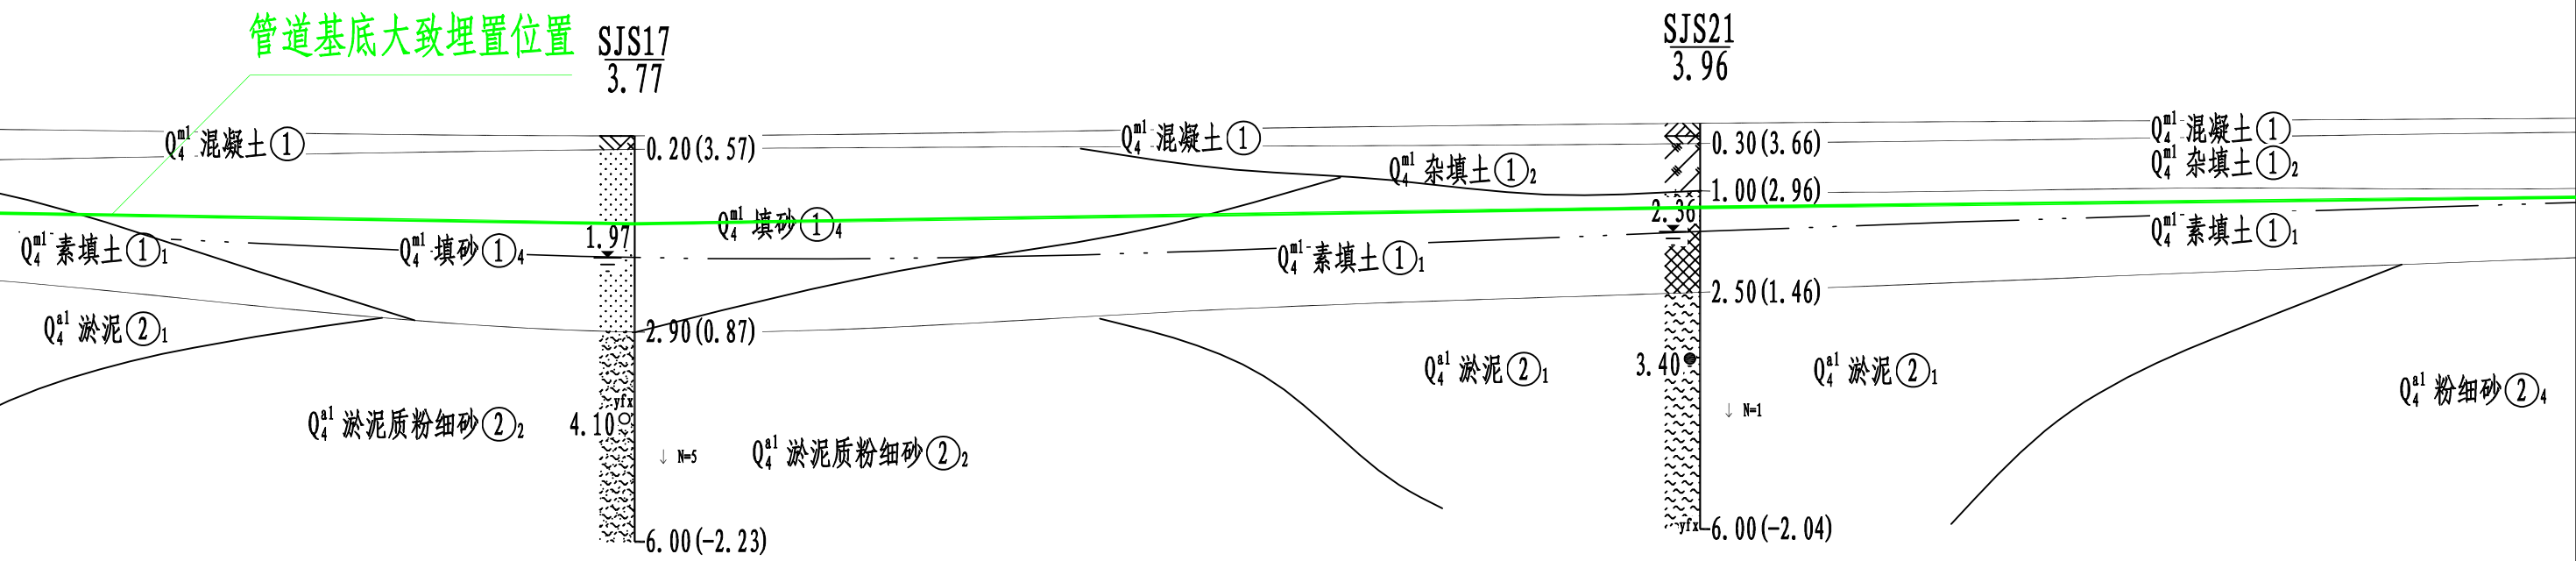 管道基底大致埋置位置
SJS17
3.77
SJS21
3.96
Q4ml 混凝土①
0.20(3.57)
Q4ml 混凝土①
0.30(3.66)
Q4ml 混凝土①
Q4ml 杂填土①2
Q4ml 杂填土①2
1.00(2.96)
Q4ml 素填土①1
Q4ml 填砂①4
1.97
Q4ml 填砂①4
Q4ml 素填土①1
2.36
Q4ml 素填土①1
2.50(1.46)
Q4al 淤泥②1
2.90(0.87)
Q4al 淤泥质粉细砂②2
yfx
4.10
N=5
Q4al 淤泥质粉细砂②2
Q4al 淤泥②1
3.40
Q4al 淤泥②1
N=1
Q4al 粉细砂②4
6.00(-2.23)
yfx
6.00(-2.04)